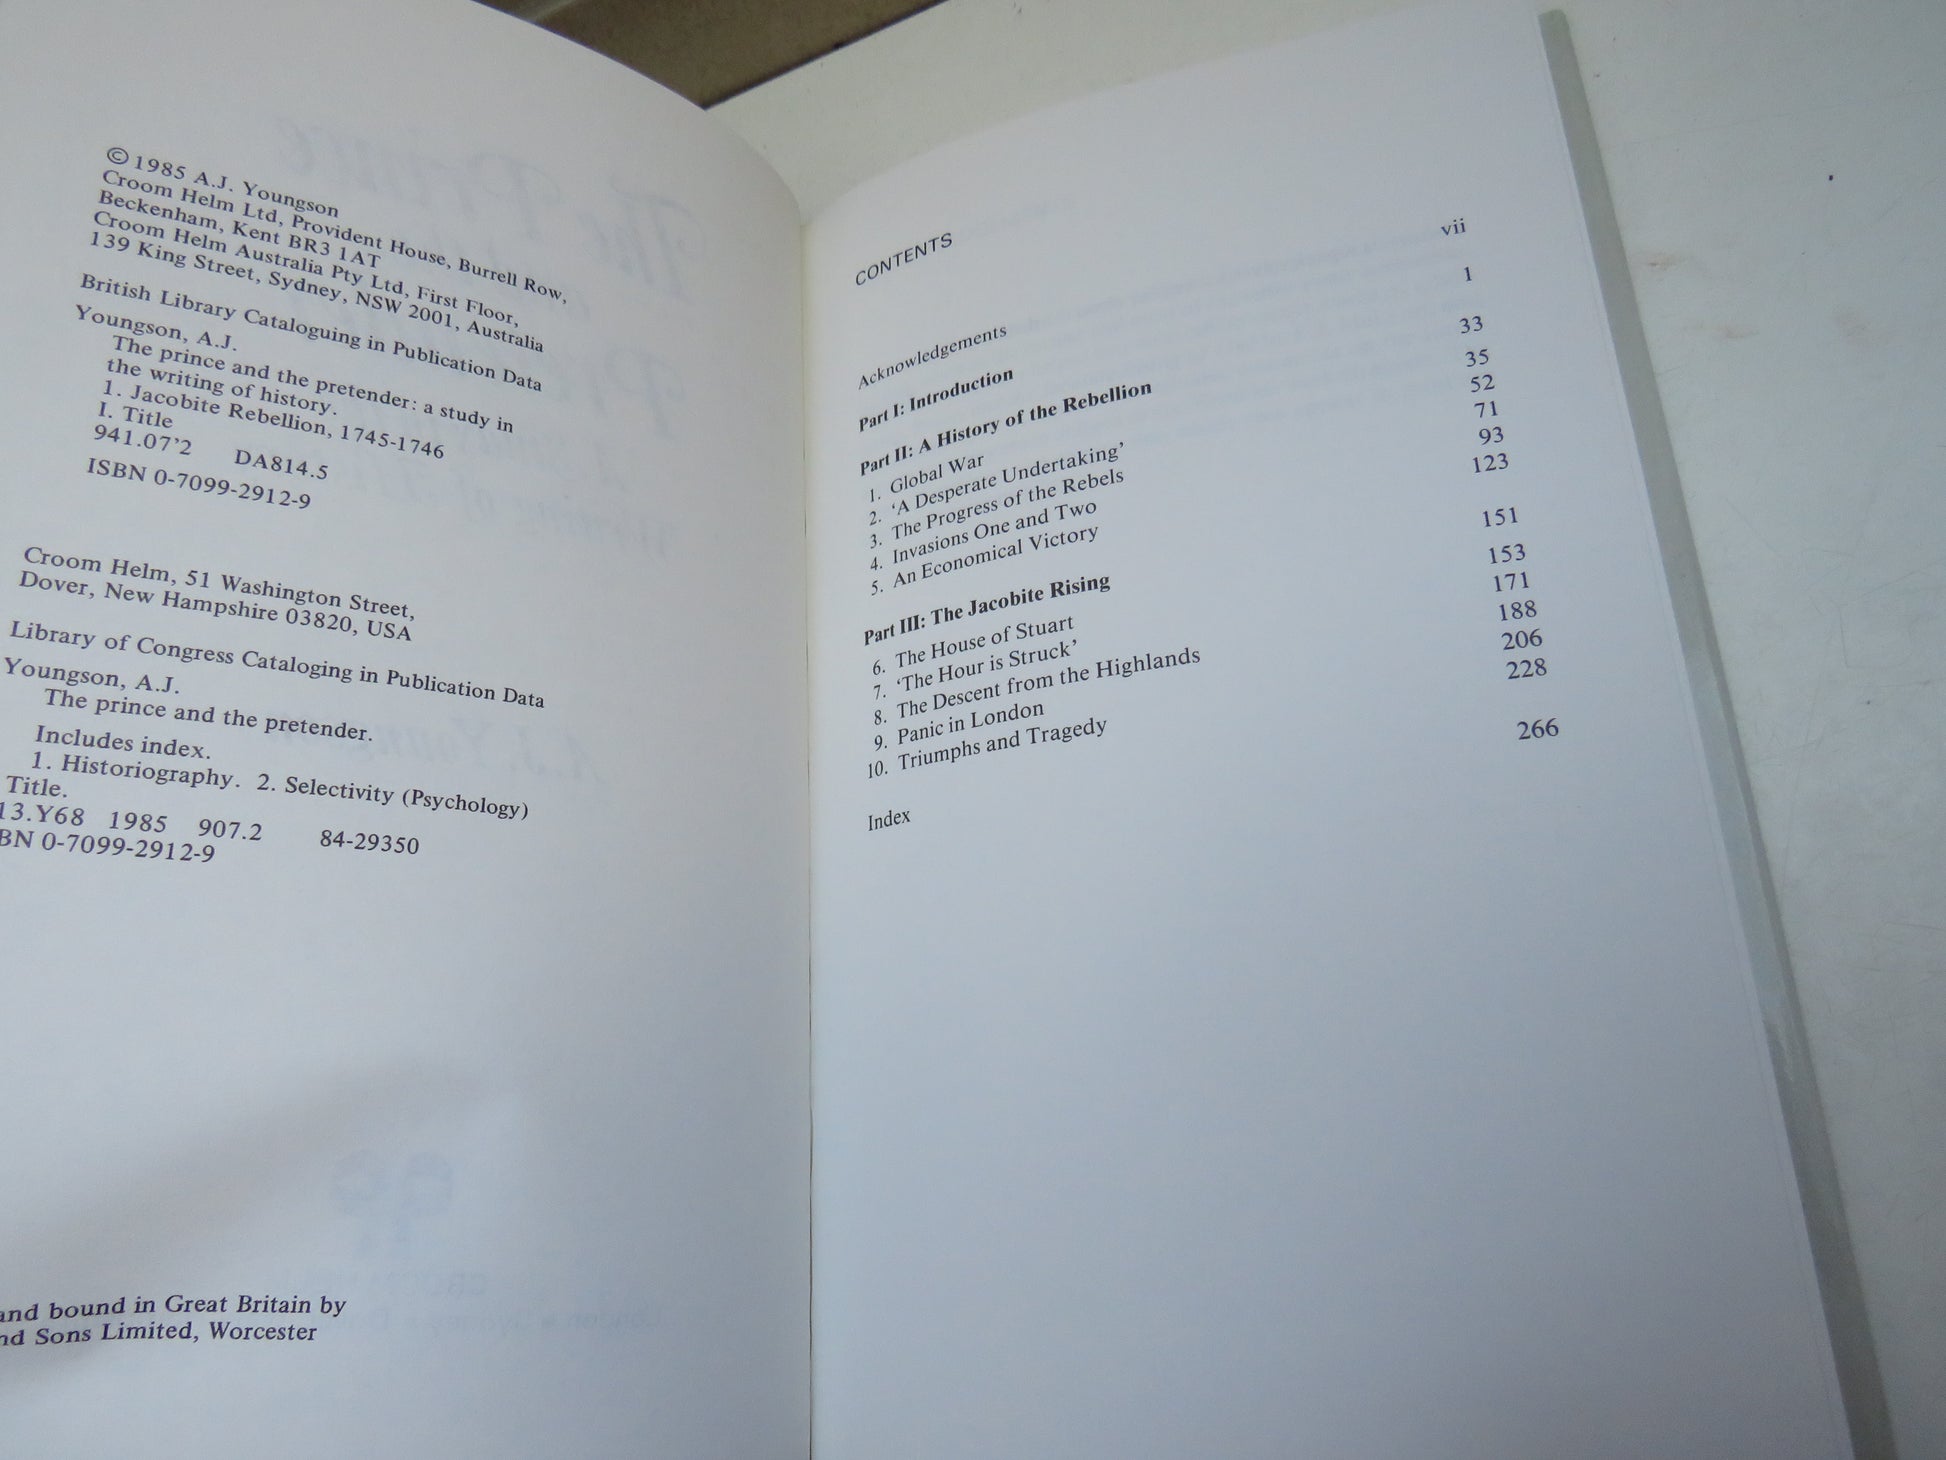 ©1985 A.J. Youngson
Croom Helm Ltd, Provident House, Burrell Row,
Beckenham, Kent BR3 1AT
Croom Helm Australia Pty Ltd, First Floor,
139 King Street, Sydney, NSW 2001, Australia
British Library Cataloguing in Publication Data
Youngson, A.J.
The prince and the pretender: a study in
the writing of history.
1. Jacobite Rebellion, 1745-1746
I. Title
941.07'2 DA814.5
ISBN 0-7099-2912-9
Croom Helm, 51 Washington Street,
Dover, New Hampshire 03820, USA
Library of Congress Cataloging in Publication Data
Youngson, A.J.
The prince and the pretender.
Includes index.
1. Historiography. 2. Selectivity (Psychology)
Title.
13.Y68 1985 907.2 84-29350
BN 0-7099-2912-9
and bound in Great Britain by
nd Sons Limited, Worcester
CONTENTS
Acknowledgements vii
Part I: Introduction 1
Part II: A History of the Rebellion 33
1. Global War 35
2. 'A Desperate Undertaking' 52
3. The Progress of the Rebels 71
4. Invasions One and Two 93
5. An Economical Victory 123
Part III: The Jacobite Rising 151
6. The House of Stuart 153
7. 'The Hour is Struck' 171
8. The Descent from the Highlands 188
9. Panic in London 206
10. Triumphs and Tragedy 228
Index 266